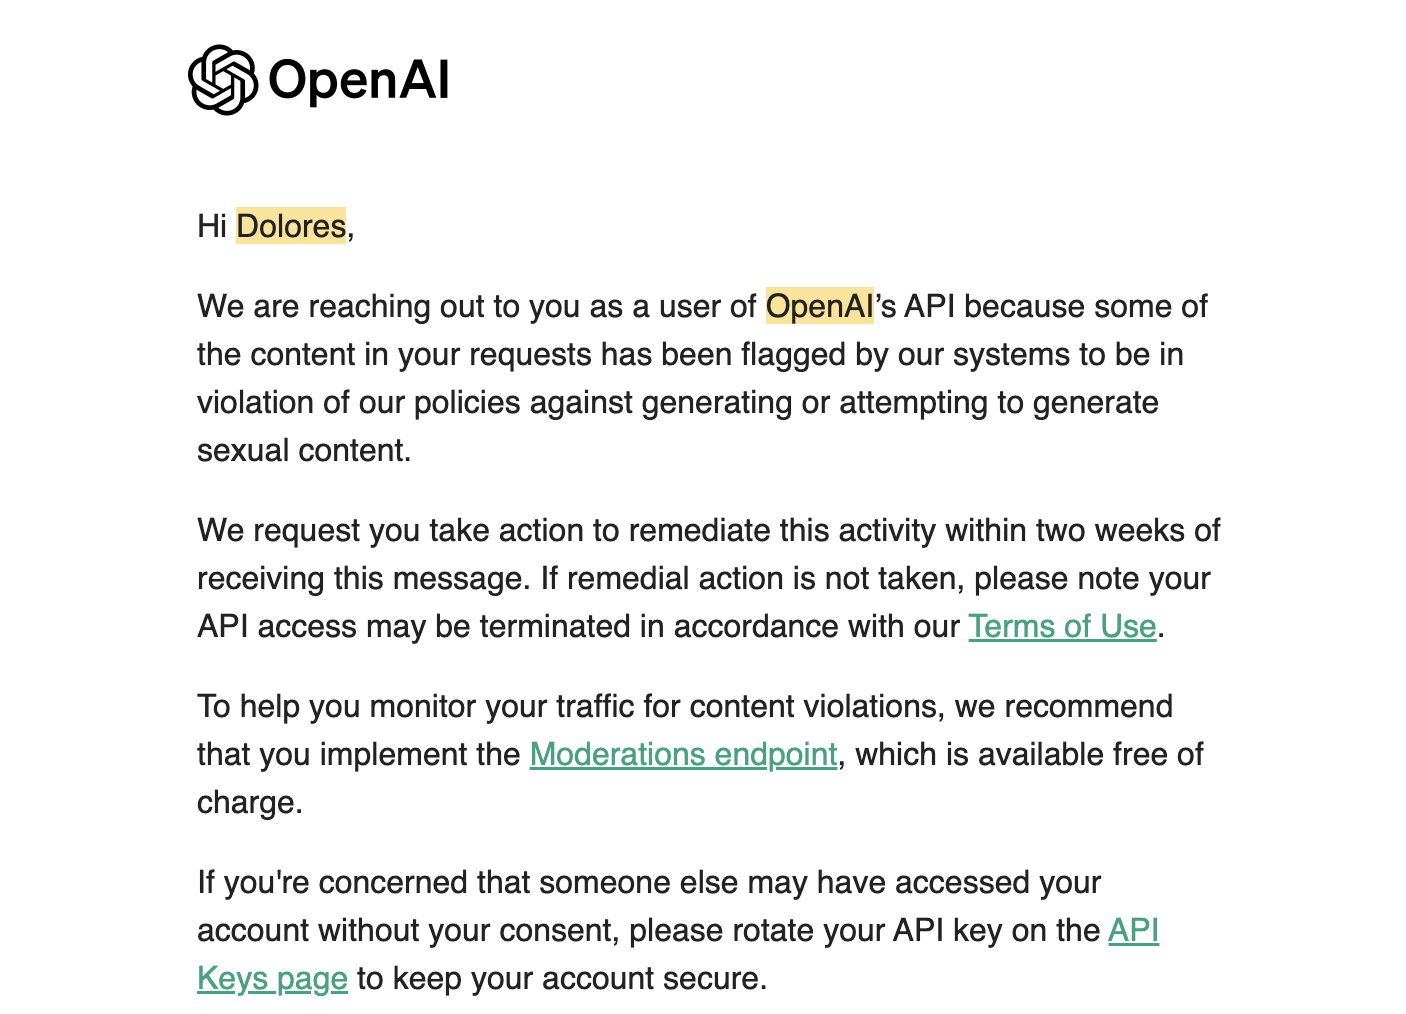 OpenAI
Hi Dolores,
We are reaching out to you as a user of OpenAI’s API because some of
the content in your requests has been flagged by our systems to be in
violation of our policies against generating or attempting to generate
sexual content.
We request you take action to remediate this activity within two weeks of
receiving this message. If remedial action is not taken, please note your
API access may be terminated in accordance with our Terms of Use.
To help you monitor your traffic for content violations, we recommend
that you implement the Moderations endpoint, which is available free of
charge.
If you're concerned that someone else may have accessed your
account without your consent, please rotate your API key on the API
Keys page to keep your account secure.